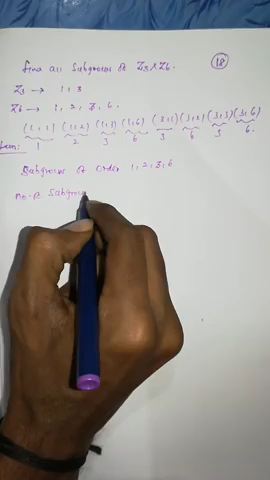 Find all Subgroups of Z3 x Z6. 18
Z3 → 1, 3
Z6 → 1, 2, 3, 6.
(1,1) (1,2) (1,3) (1,6) (3,1) (3,2) (3,3) (3,6)
1 2 3 6 3 6 3 6.
Subgroups of order 1, 2, 3, 6
no. of Subgrou